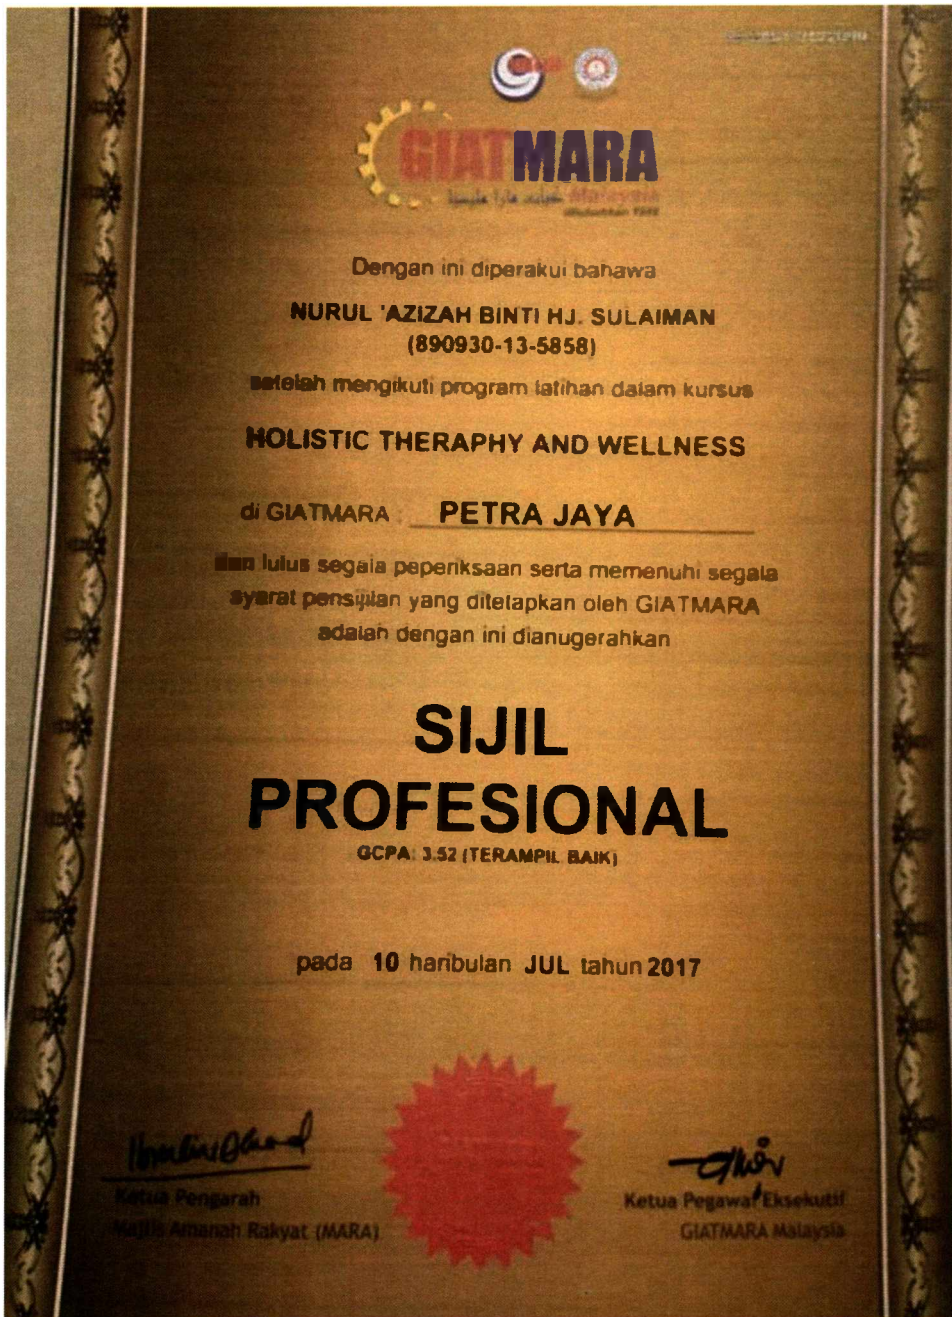 GIATMARA
Malaysia
Dengan ini diperakui bahawa
NURUL 'AZIZAH BINTI HJ. SULAIMAN
(890930-13-5858)
setelah mengikuti program latihan dalam kursus
HOLISTIC THERAPHY AND WELLNESS
di GIATMARA : PETRA JAYA
dan lulus segala peperiksaan serta memenuhi segala
syarat pensijilan yang ditetapkan oleh GIATMARA
adalah dengan ini dianugerahkan
SIJIL
PROFESIONAL
GCPA: 3.52 (TERAMPIL BAIK)
pada 10 haribulan JUL tahun 2017
Ketua Pengarah
Majlis Amanah Rakyat (MARA)
Ketua Pegawai Eksekutif
GIATMARA Malaysia